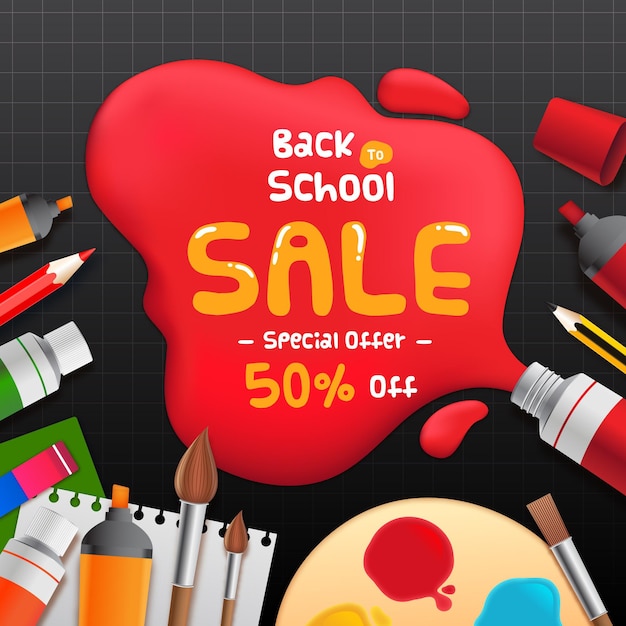 Back TO
School
SALE
– Special Offer –
50% Off